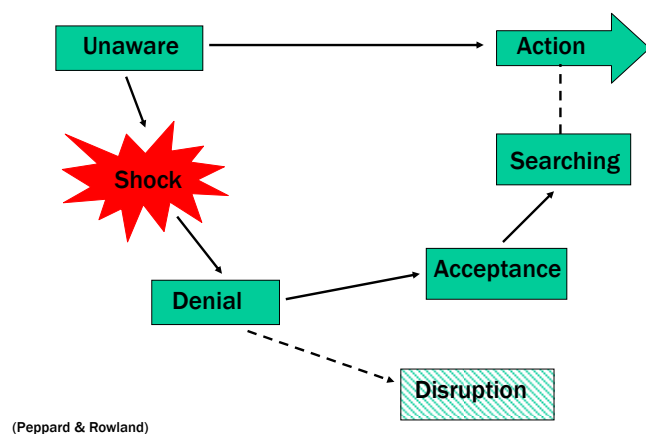 Unaware
Action
Shock
Searching
Acceptance
Denial
Disruption
(Peppard & Rowland)